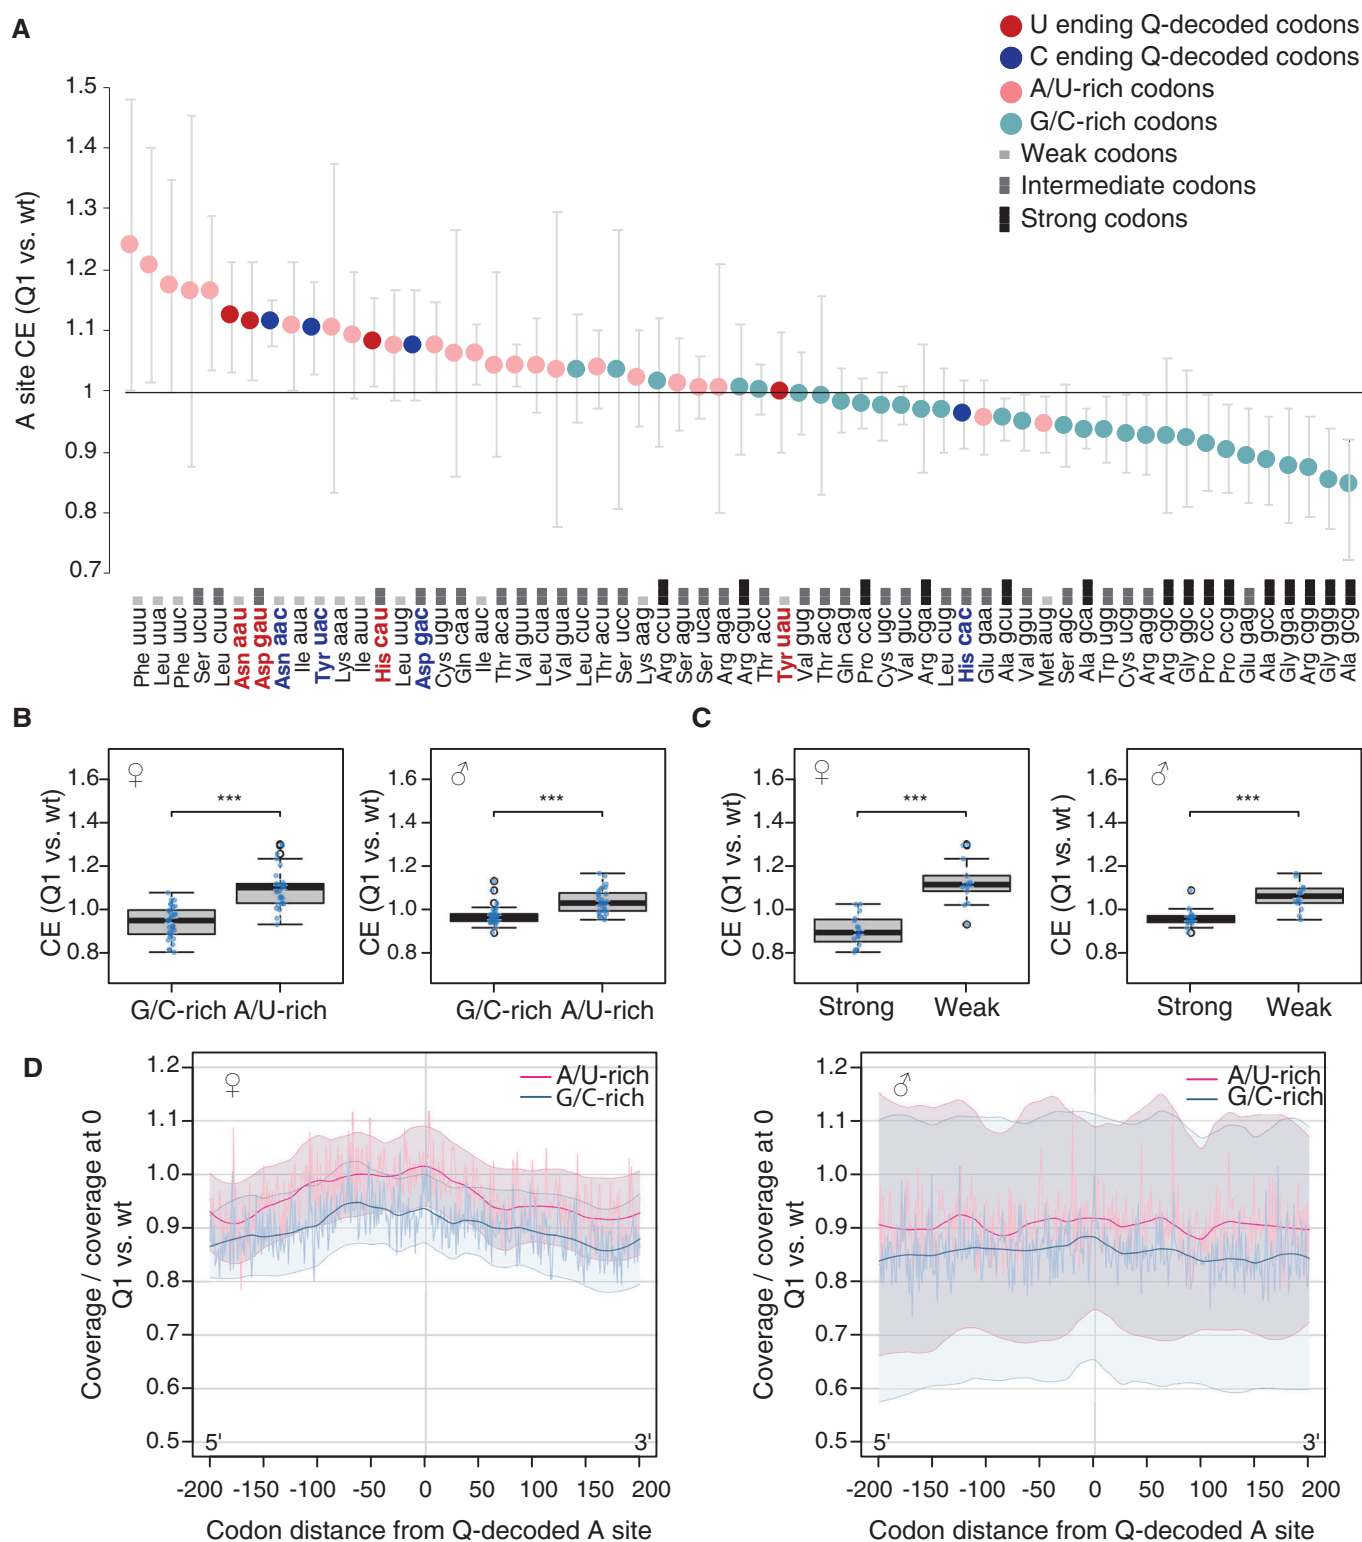 A
U ending Q-decoded codons
C ending Q-decoded codons
A/U-rich codons
G/C-rich codons
Weak codons
Intermediate codons
Strong codons
A site CE (Q1 vs. wt)
1.5
1.4
1.3
1.2
1.1
1
0.9
0.8
0.7
Phe uuu
Leu uua
Phe uuc
Ser ucu
Leu cuu
Asn aau
Asp gau
Asn aac
Ile aua
Tyr uac
Lys aaa
Ile auu
His cau
Leu uug
Asp gac
Cys ugu
Gln caa
Ile auc
Thr aca
Val guu
Leu cua
Val gua
Leu cuc
Thr acu
Ser ucc
Lys aag
Arg ccu
Ser agu
Ser uca
Arg aga
Arg cgu
Thr acc
Tyr uau
Val gug
Thr acg
Gln cag
Pro cca
Cys ugc
Val guc
Arg cga
Leu cug
His cac
Glu gaa
Ala gcu
Val ggu
Met aug
Ser agc
Ala gca
Trp ugg
Cys ucg
Arg agg
Arg cgc
Gly ggc
Pro ccc
Pro ccg
Glu gag
Ala gcc
Gly gga
Arg cgg
Gly ggg
Ala gcg
B
♀
CE (Q1 vs. wt)
1.6
1.4
1.2
1.0
0.8
***
G/C-rich A/U-rich
♂
CE (Q1 vs. wt)
1.6
1.4
1.2
1.0
0.8
***
G/C-rich A/U-rich
C
♀
CE (Q1 vs. wt)
1.6
1.4
1.2
1.0
0.8
***
Strong Weak
♂
CE (Q1 vs. wt )
1.6
1.4
1.2
1.0
0.8
***
Strong Weak
D
♀
A/U-rich
G/C-rich
Coverage / coverage at 0
Q1 vs. wt
1.2
1.1
1.0
0.9
0.8
0.7
0.6
0.5
5' 3'
-200 -150 -100 -50 0 50 100 150 200
Codon distance from Q-decoded A site
♂
A/U-rich
G/C-rich
Coverage / coverage at 0
Q1 vs. wt
1.2
1.1
1.0
0.9
0.8
0.7
0.6
0.5
5' 3'
-200 -150 -100 -50 0 50 100 150 200
Codon distance from Q-decoded A site